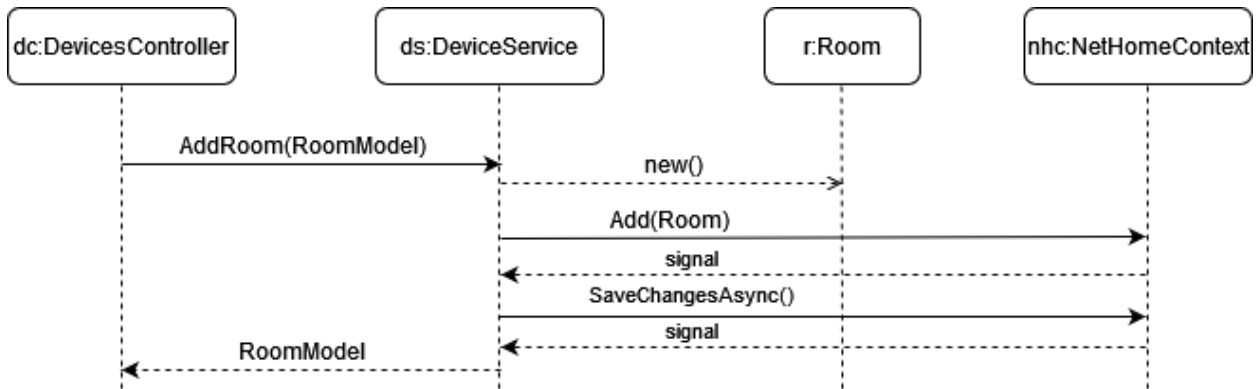 dc:DevicesController
ds:DeviceService
r:Room
nhc:NetHomeContext
AddRoom(RoomModel)
new()
Add(Room)
signal
SaveChangesAsync()
signal
RoomModel